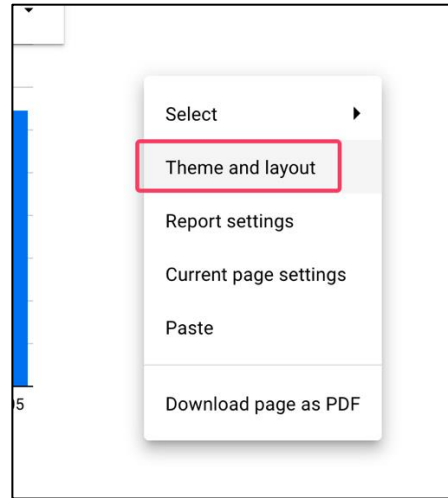 Select
Theme and layout
Report settings
Current page settings
Paste
Download page as PDF